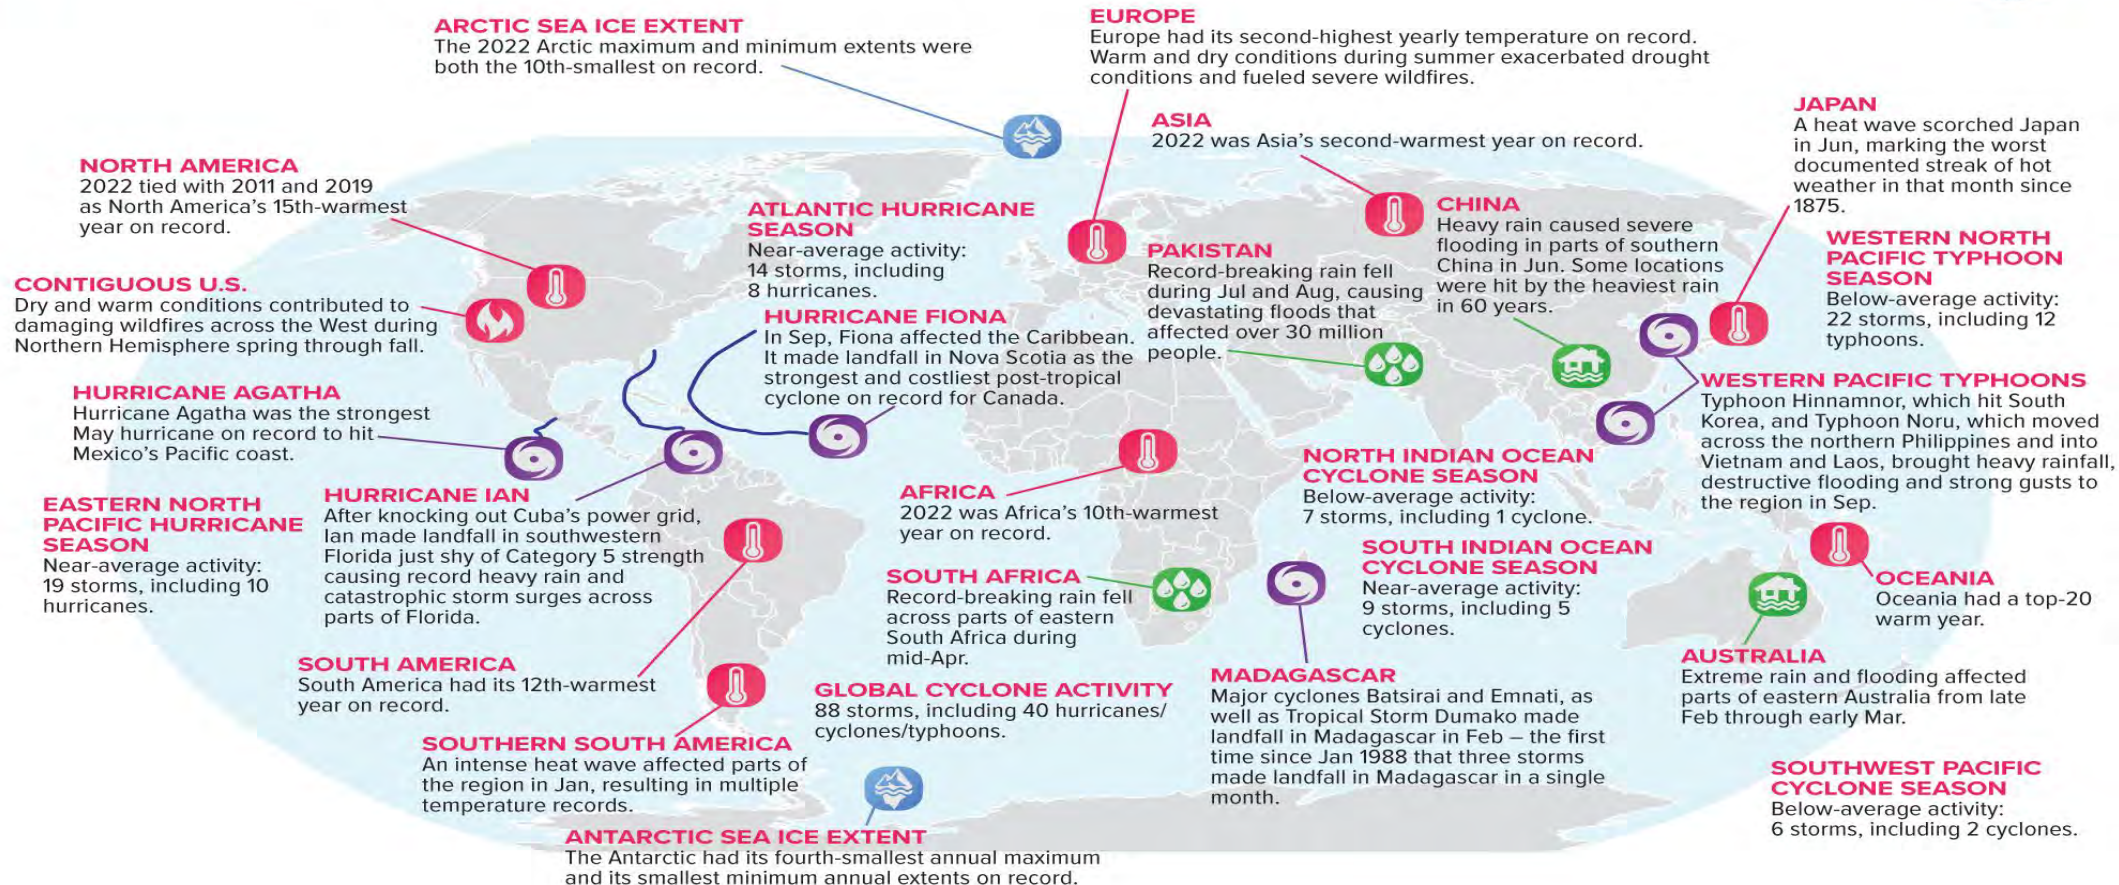 ARCTIC SEA ICE EXTENT
The 2022 Arctic maximum and minimum extents were
both the 10th-smallest on record.
EUROPE
Europe had its second-highest yearly temperature on record.
Warm and dry conditions during summer exacerbated drought
conditions and fueled severe wildfires.
ASIA
2022 was Asia's second-warmest year on record.
JAPAN
A heat wave scorched Japan
in Jun, marking the worst
documented streak of hot
weather in that month since
1875.
NORTH AMERICA
2022 tied with 2011 and 2019
as North America's 15th-warmest
year on record.
ATLANTIC HURRICANE
SEASON
Near-average activity:
14 storms, including
8 hurricanes.
CHINA
Heavy rain caused severe
flooding in parts of southern
China in Jun. Some locations
were hit by the heaviest rain
in 60 years.
PAKISTAN
Record-breaking rain fell
during Jul and Aug, causing
devastating floods that
affected over 30 million
people.
WESTERN NORTH
PACIFIC TYPHOON
SEASON
Below-average activity:
22 storms, including 12
typhoons.
CONTIGUOUS U.S.
Dry and warm conditions contributed to
damaging wildfires across the West during
Northern Hemisphere spring through fall.
HURRICANE FIONA
In Sep, Fiona affected the Caribbean.
It made landfall in Nova Scotia as the
strongest and costliest post-tropical
cyclone on record for Canada.
HURRICANE AGATHA
Hurricane Agatha was the strongest
May hurricane on record to hit
Mexico's Pacific coast.
WESTERN PACIFIC TYPHOONS
Typhoon Hinnamnor, which hit South
Korea, and Typhoon Noru, which moved
across the northern Philippines and into
Vietnam and Laos, brought heavy rainfall,
destructive flooding and strong gusts to
the region in Sep.
NORTH INDIAN OCEAN
CYCLONE SEASON
Below-average activity:
7 storms, including 1 cyclone.
EASTERN NORTH
PACIFIC HURRICANE
SEASON
Near-average activity:
19 storms, including 10
hurricanes.
HURRICANE IAN
After knocking out Cuba's power grid,
Ian made landfall in southwestern
Florida just shy of Category 5 strength
causing record heavy rain and
catastrophic storm surges across
parts of Florida.
AFRICA
2022 was Africa's 10th-warmest
year on record.
SOUTH INDIAN OCEAN
CYCLONE SEASON
Near-average activity:
9 storms, including 5
cyclones.
SOUTH AFRICA
Record-breaking rain fell
across parts of eastern
South Africa during
mid-Apr.
OCEANIA
Oceania had a top-20
warm year.
SOUTH AMERICA
South America had its 12th-warmest
year on record.
AUSTRALIA
Extreme rain and flooding affected
parts of eastern Australia from late
Feb through early Mar.
MADAGASCAR
Major cyclones Batsirai and Emnati, as
well as Tropical Storm Dumako made
landfall in Madagascar in Feb – the first
time since Jan 1988 that three storms
made landfall in Madagascar in a single
month.
GLOBAL CYCLONE ACTIVITY
88 storms, including 40 hurricanes/
cyclones/typhoons.
SOUTHERN SOUTH AMERICA
An intense heat wave affected parts of
the region in Jan, resulting in multiple
temperature records.
SOUTHWEST PACIFIC
CYCLONE SEASON
Below-average activity:
6 storms, including 2 cyclones.
ANTARCTIC SEA ICE EXTENT
The Antarctic had its fourth-smallest annual maximum
and its smallest minimum annual extents on record.